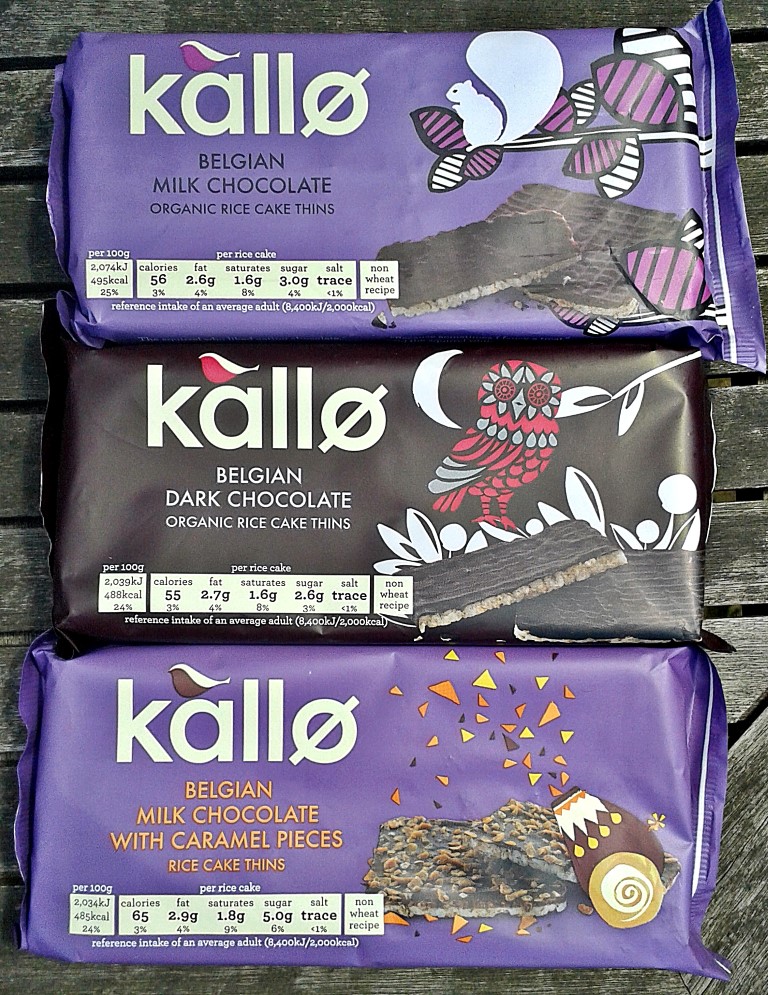 kallø
BELGIAN
MILK CHOCOLATE
ORGANIC RICE CAKE THINS
per 100g per rice cake
2,074kJ calories fat saturates sugar salt non
495kcal 56 2.6g 1.6g 3.0g trace wheat
25% 3% 4% 8% 4% <1% recipe
reference intake of an average adult (8,400kJ/2,000kcal)
kallø
BELGIAN
DARK CHOCOLATE
ORGANIC RICE CAKE THINS
per 100g per rice cake
2,039kJ calories fat saturates sugar salt non
488kcal 55 2.7g 1.6g 2.6g trace wheat
24% 3% 4% 8% 3% <1% recipe
reference intake of an average adult (8,400kJ/2,000kcal)
kallø
BELGIAN
MILK CHOCOLATE
WITH CARAMEL PIECES
RICE CAKE THINS
per 100g per rice cake
2,034kJ calories fat saturates sugar salt non
485kcal 65 2.9g 1.8g 5.0g trace wheat
24% 3% 4% 9% 6% <1% recipe
reference intake of an average adult (8,400kJ/2,000kcal)